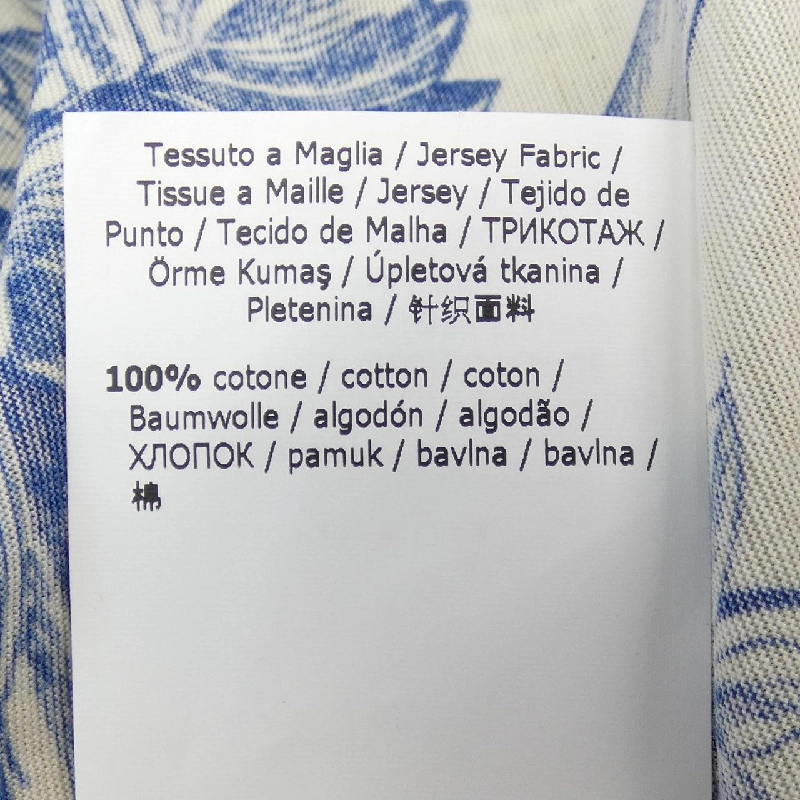 Tessuto a Maglia / Jersey Fabric /
Tissue a Maille / Jersey / Tejido de
Punto / Tecido de Malha / ТРИКОТАЖ /
Örme Kumaş / Úpletová tkanina /
Pletenina / 针织面料
100% cotone / cotton / coton /
Baumwolle / algodón / algodão /
ХЛОПОК / pamuk / bavlna / bavlna /
棉